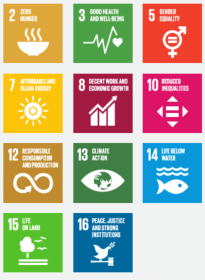 2 ZERO
HUNGER
3 GOOD HEALTH
AND WELL-BEING
5 GENDER
EQUALITY
7 AFFORDABLE AND
CLEAN ENERGY
8 DECENT WORK AND
ECONOMIC GROWTH
10 REDUCED
INEQUALITIES
12 RESPONSIBLE
CONSUMPTION
AND PRODUCTION
13 CLIMATE
ACTION
14 LIFE BELOW
WATER
15 LIFE
ON LAND
16 PEACE, JUSTICE
AND STRONG
INSTITUTIONS